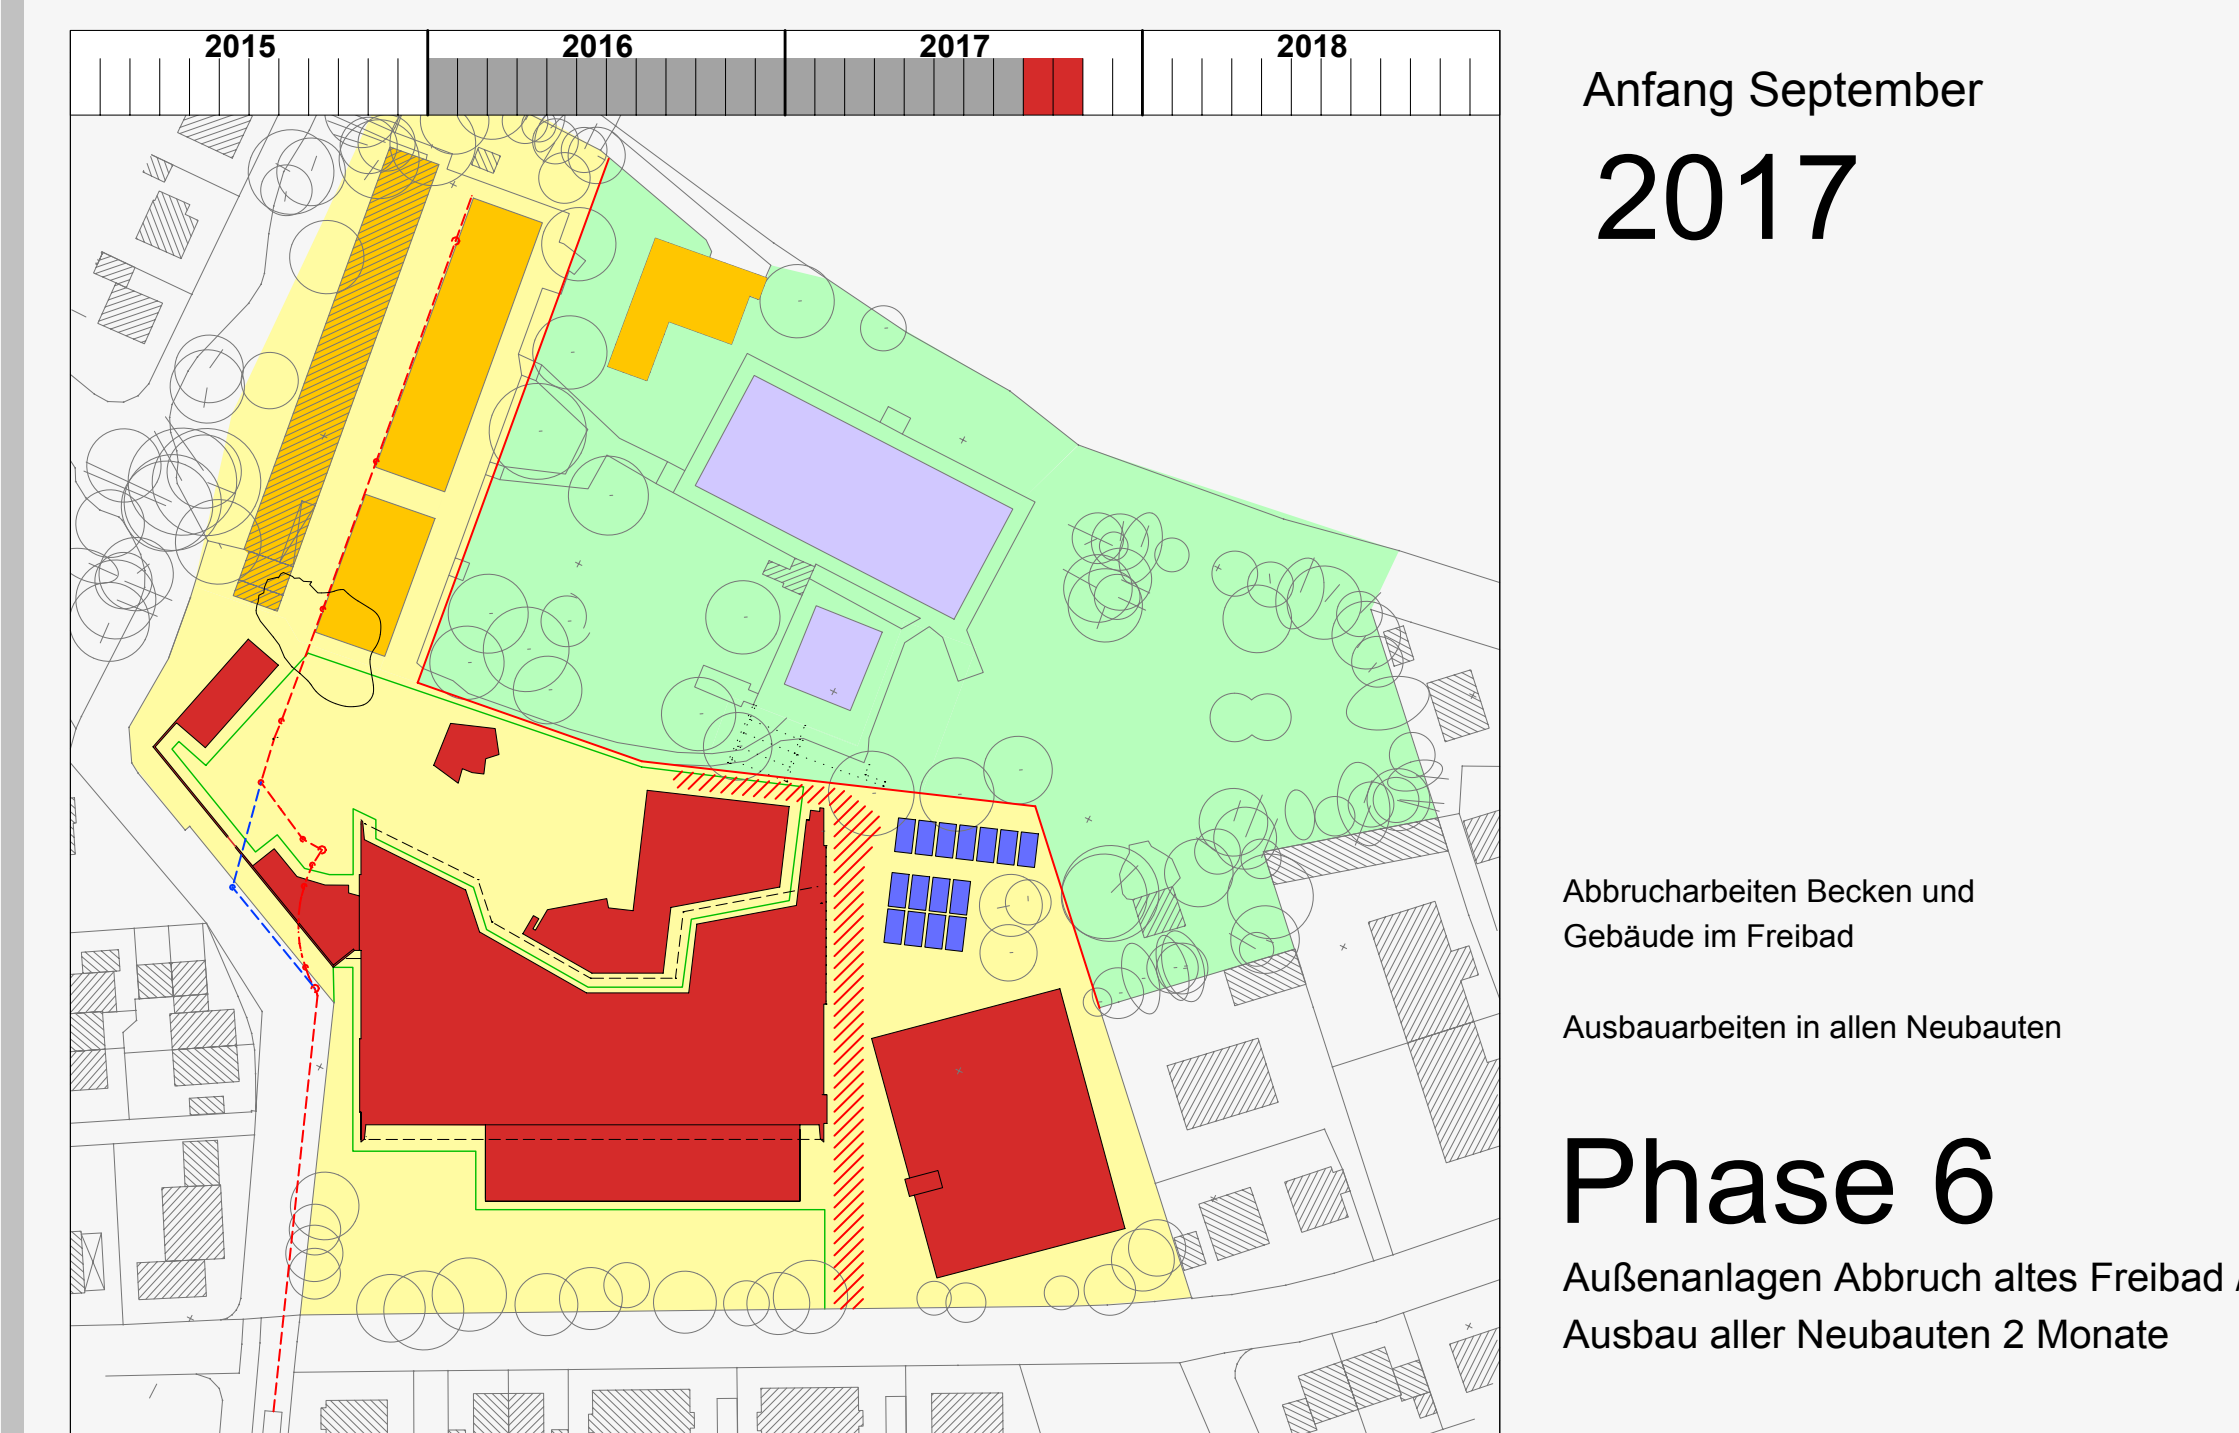 2015 2016 2017 2018
Anfang September
2017
Abbrucharbeiten Becken und
Gebäude im Freibad
Ausbauarbeiten in allen Neubauten
Phase 6
Außenanlagen Abbruch altes Freibad
Ausbau aller Neubauten 2 Monate